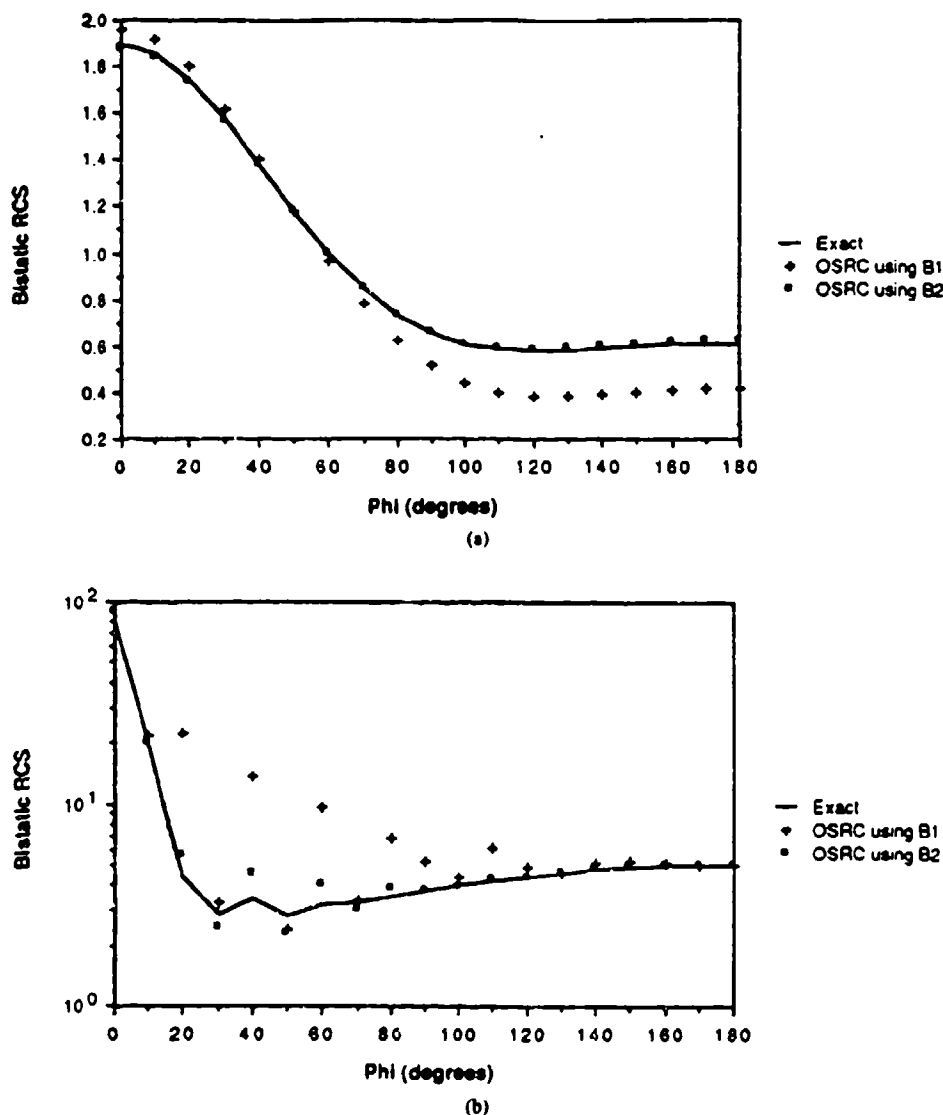 2.0
1.8
1.6
1.4
1.2
1.0
0.8
0.6
0.4
0.2
Bistatic RCS
0 20 40 60 80 100 120 140 160 180
Phi (degrees)
Exact
OSRC using B1
OSRC using B2
(a)
10²
10¹
10⁰
Bistatic RCS
0 20 40 60 80 100 120 140 160 180
Phi (degrees)
Exact
OSRC using B1
OSRC using B2
(b)